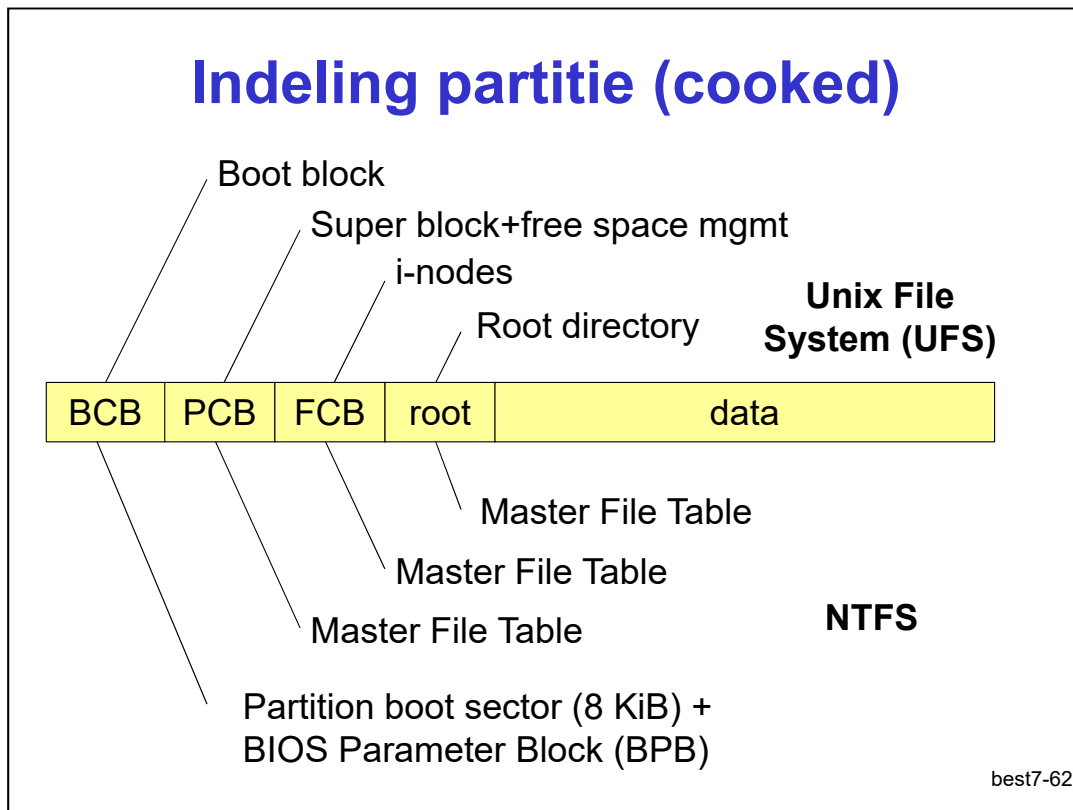 Indeling partitie (cooked)
Boot block
Super block+free space mgmt
i-nodes
Root directory
Unix File
System (UFS)
BCB PCB FCB root data
Master File Table
Master File Table
Master File Table
NTFS
Partition boot sector (8 KiB) +
BIOS Parameter Block (BPB)
best7-62